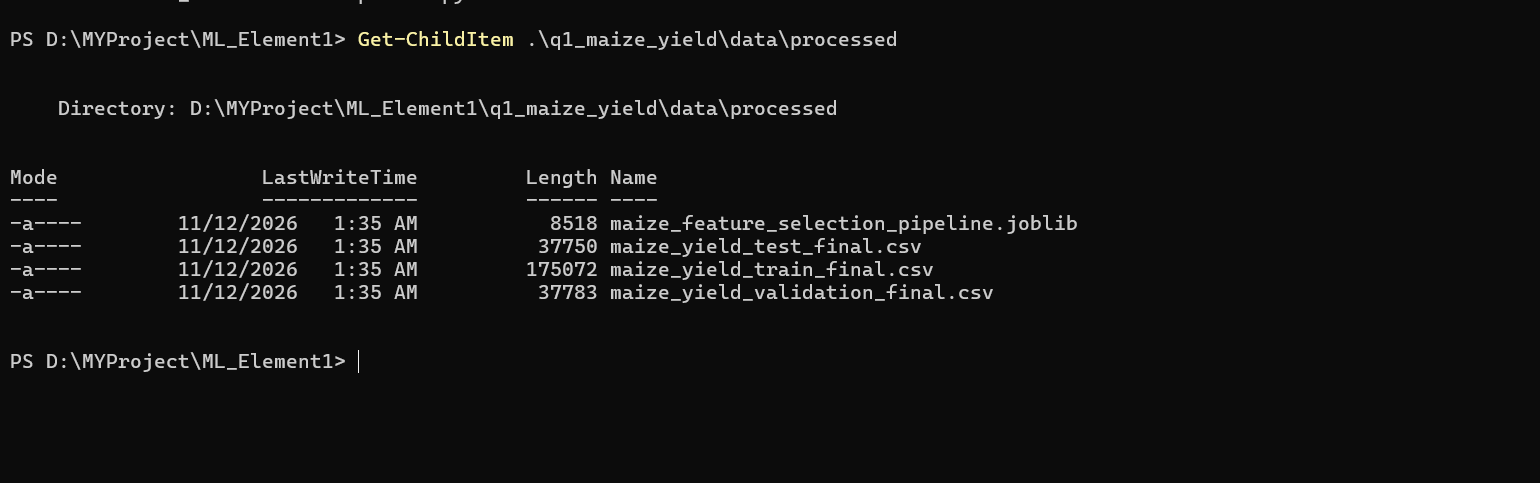 PS D:\MYProject\ML_Element1> Get-ChildItem .\q1_maize_yield\data\processed
Directory: D:\MYProject\ML_Element1\q1_maize_yield\data\processed
Mode LastWriteTime Length Name
---- ------------- ------ ----
-a---- 11/12/2026 1:35 AM 8518 maize_feature_selection_pipeline.joblib
-a---- 11/12/2026 1:35 AM 37750 maize_yield_test_final.csv
-a---- 11/12/2026 1:35 AM 175072 maize_yield_train_final.csv
-a---- 11/12/2026 1:35 AM 37783 maize_yield_validation_final.csv
PS D:\MYProject\ML_Element1>